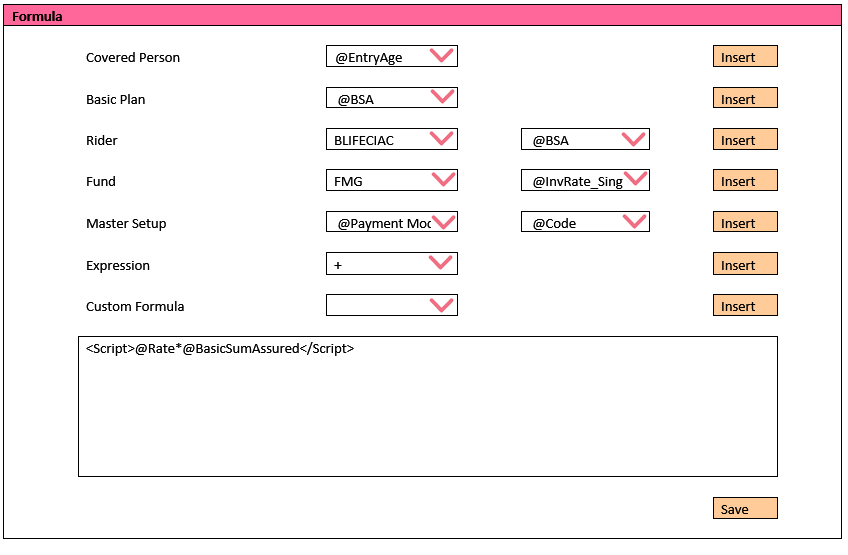 Formula
Covered Person @EntryAge Insert
Basic Plan @BSA Insert
Rider BLIFECIAC @BSA Insert
Fund FMG @InvRate_Sing Insert
Master Setup @Payment Moc @Code Insert
Expression + Insert
Custom Formula Insert
<Script>@Rate*@BasicSumAssured</Script>
Save